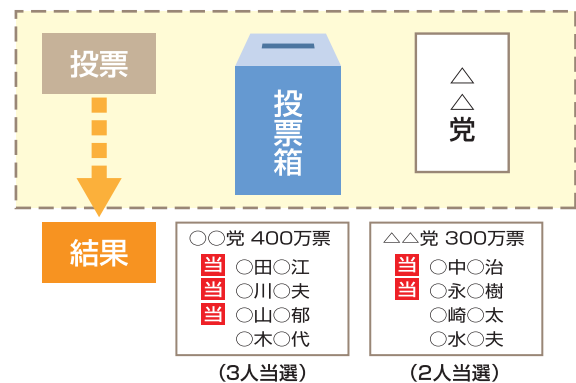 投票
投票箱
△△党
結果
○○党 400万票
当 ○田○江
当 ○川○夫
当 ○山○郁
○木○代
(3人当選)
△△党 300万票
当 ○中○治
当 ○永○樹
○崎○太
○水○夫
(2人当選)